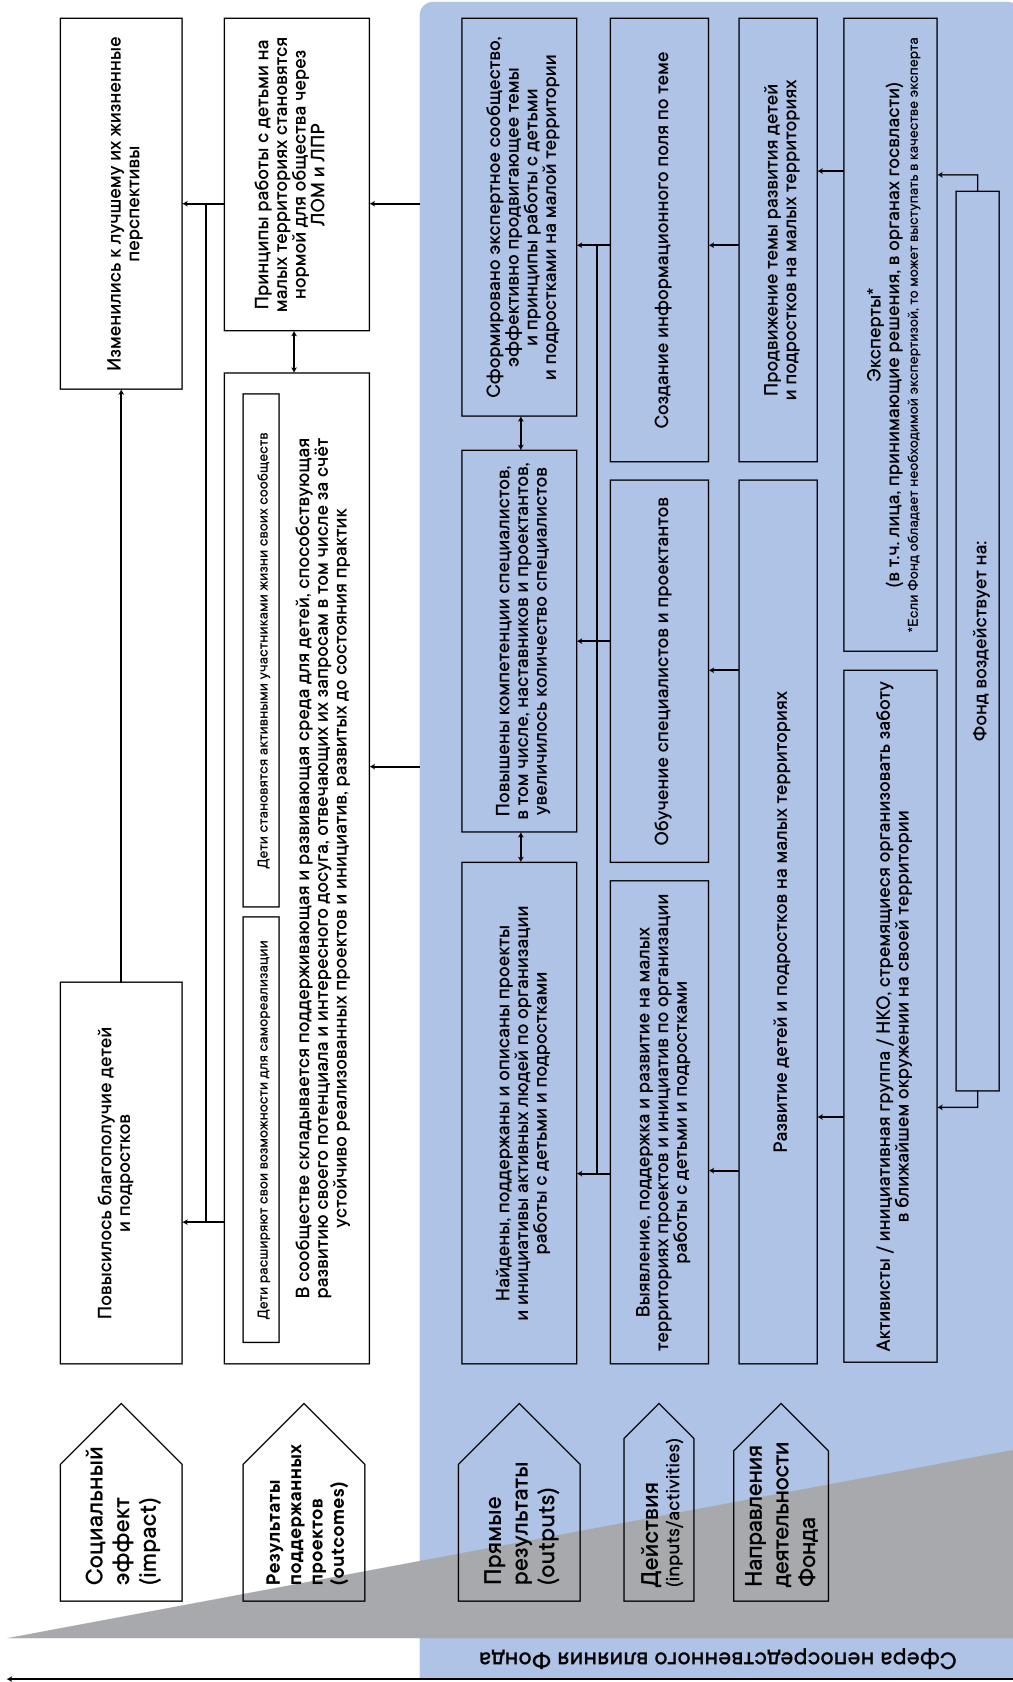 Социальный
эффект
(impact)
Повысилось благополучие детей
и подростков
Изменились к лучшему их жизненные
перспективы
Результаты
поддержанных
проектов
(outcomes)
Дети расширяют свои возможности для самореализации
Дети становятся активными участниками жизни своих сообществ
В сообществе складывается поддерживающая и развивающая среда для детей, способствующая
развитию своего потенциала и интересного досуга, отвечающих их запросам в том числе за счёт
устойчиво реализованных проектов и инициатив, развитых до состояния практик
Принципы работы с детьми на
малых территориях становятся
нормой для общества через
ЛОМ и ЛПР
Прямые
результаты
(outputs)
Найдены, поддержаны и описаны проекты
и инициативы активных людей по организации
работы с детьми и подростками
Повышены компетенции специалистов,
в том числе, наставников и проектантов,
увеличилось количество специалистов
Сформировано экспертное сообщество,
эффективно продвигающее темы
и принципы работы с детьми
и подростками на малой территории
Действия
(inputs/activities)
Выявление, поддержка и развитие на малых
территориях проектов и инициатив по организации
работы с детьми и подростками
Обучение специалистов и проектантов
Создание информационного поля по теме
Направления
деятельности
Фонда
Развитие детей и подростков на малых территориях
Продвижение темы развития детей
и подростков на малых территориях
Активисты / инициативная группа / НКО, стремящиеся организовать заботу
в ближайшем окружении на своей территории
Эксперты*
(в т.ч. лица, принимающие решения, в органах госвласти)
*Если Фонд обладает необходимой экспертизой, то может выступать в качестве эксперта
Фонд воздействует на:
Сфера непосредственного влияния Фонда